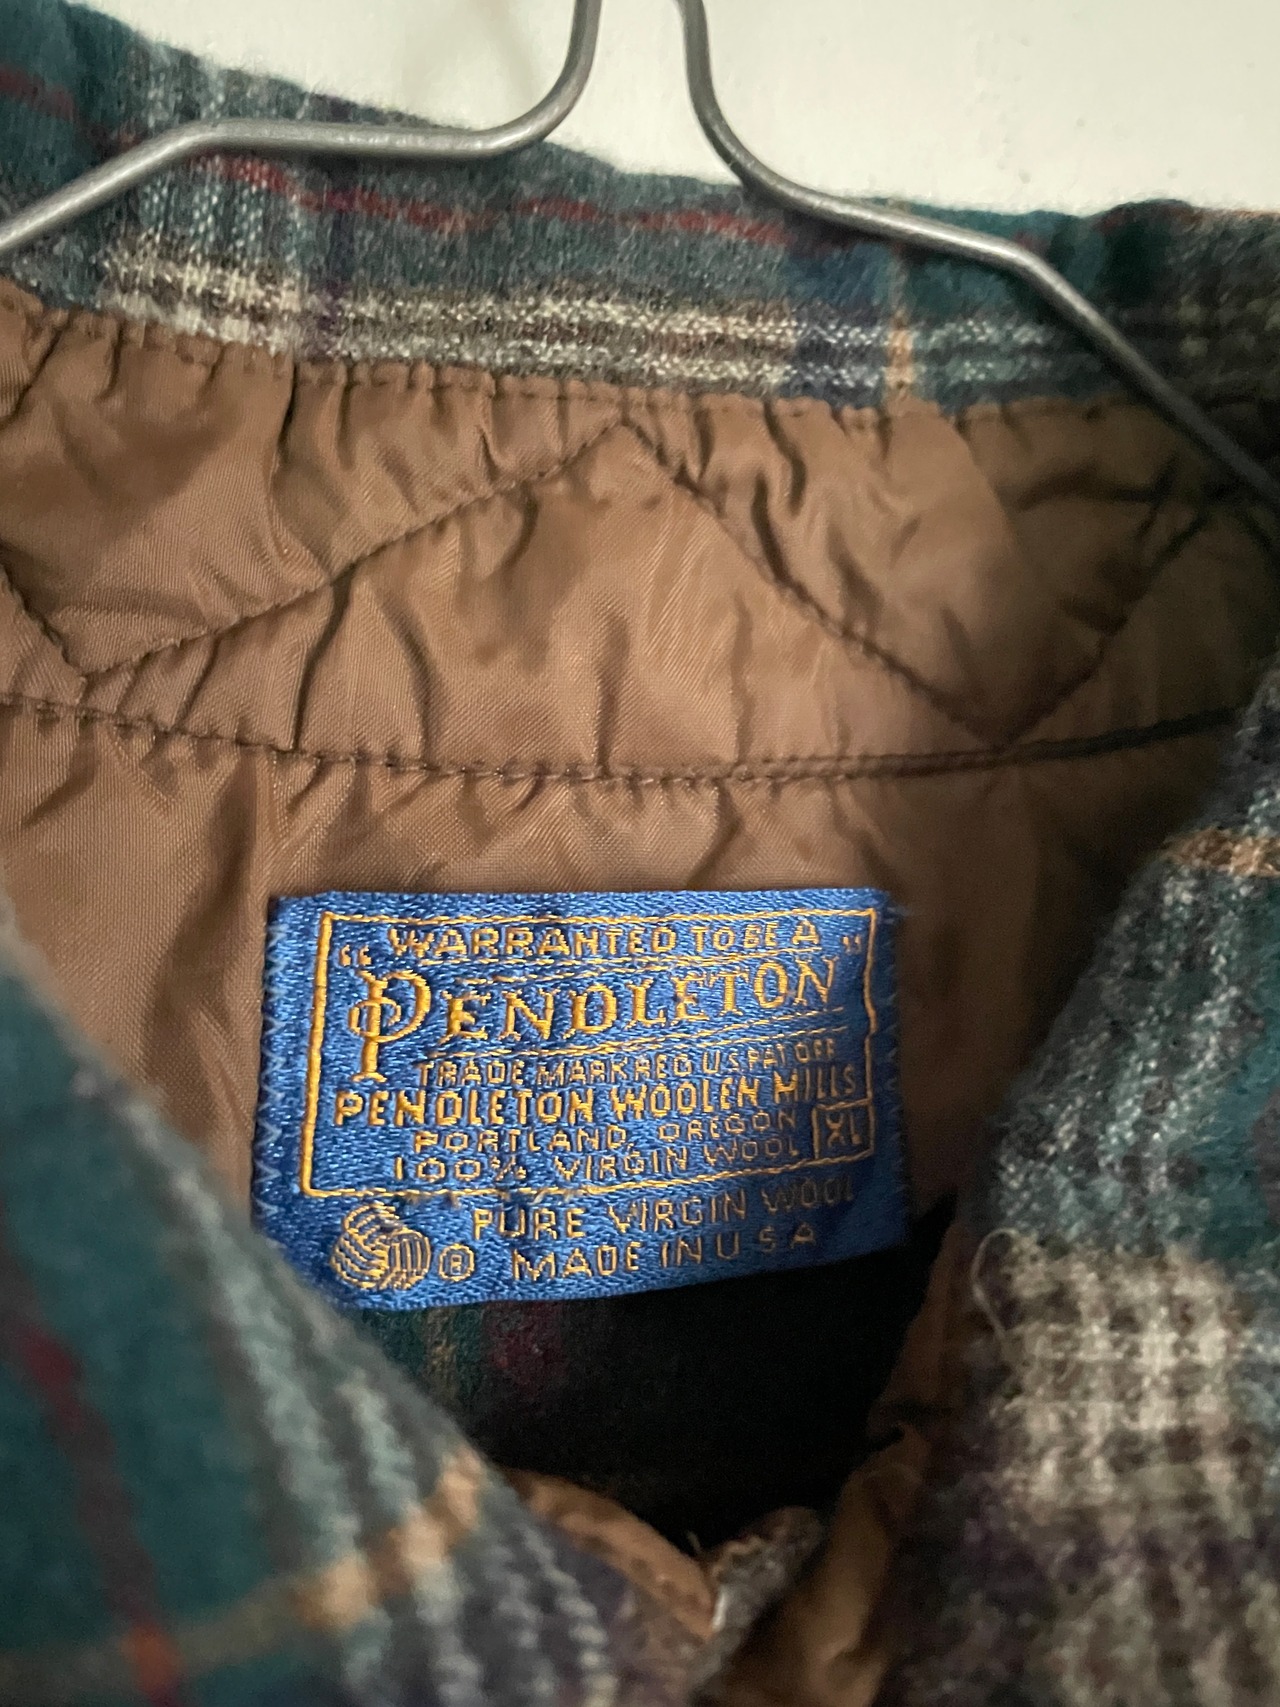 “WARRANTED TO BE A”
PENDLETON
TRADE MARK REG U.S. PAT OFF
PENDLETON WOOLEN MILLS
PORTLAND, OREGON
XL
100% VIRGIN WOOL
PURE VIRGIN WOOL
® MADE IN U S A